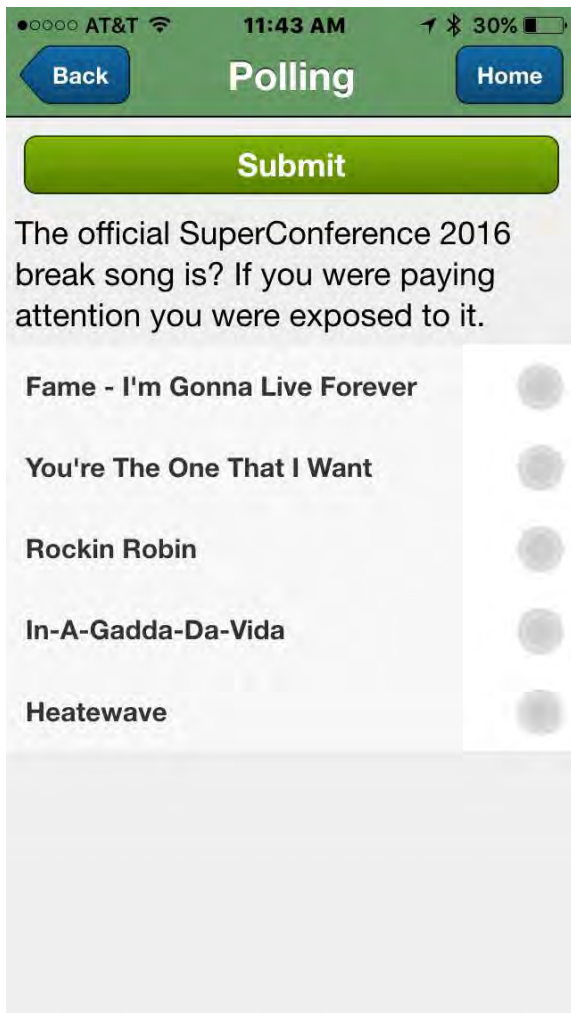 AT&T 11:43 AM 30%
Back Polling Home
Submit
The official SuperConference 2016
break song is? If you were paying
attention you were exposed to it.
Fame - I'm Gonna Live Forever
You're The One That I Want
Rockin Robin
In-A-Gadda-Da-Vida
Heatewave